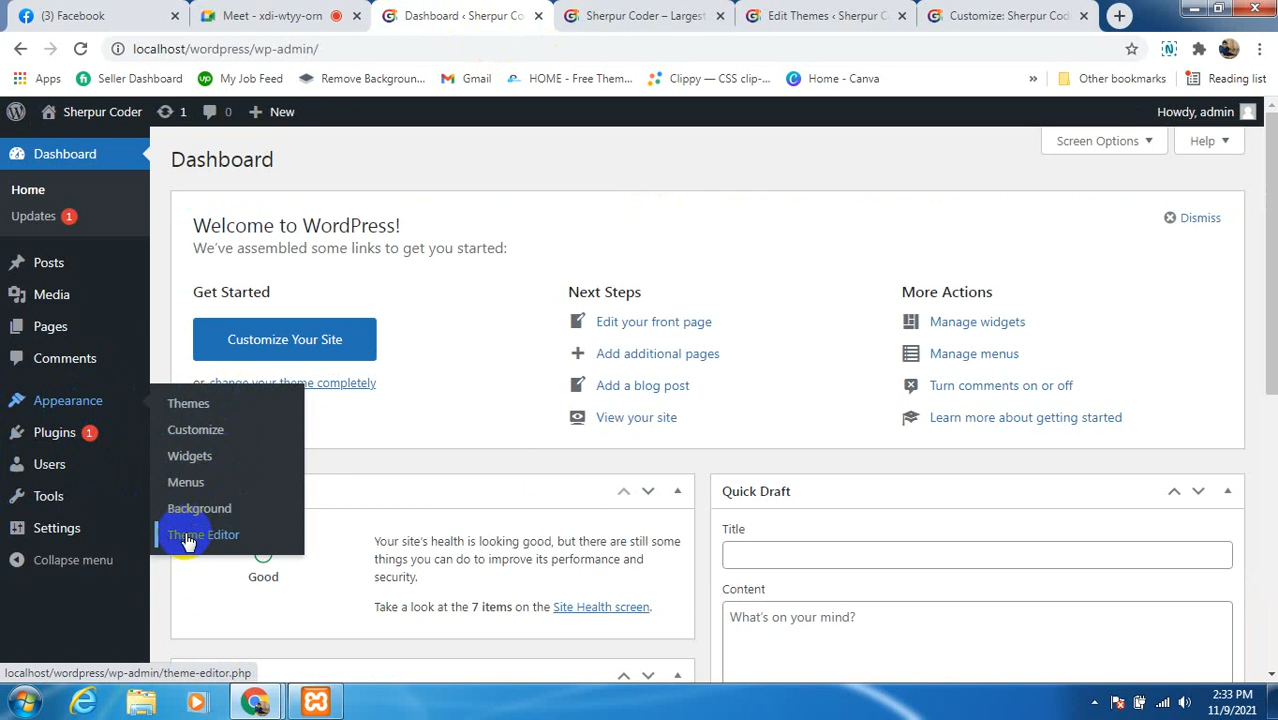 (3) Facebook
Meet - xdi-wtyy-orn
Dashboard ‹ Sherpur Co
Sherpur Coder – Largest
Edit Themes ‹ Sherpur C
Customize: Sherpur Cod
localhost/wordpress/wp-admin/
Apps
Seller Dashboard
My Job Feed
Remove Backgroun...
Gmail
HOME - Free Them...
Clippy — CSS clip-...
Home - Canva
»
Other bookmarks
Reading list
Sherpur Coder
1
0
New
Howdy, admin
Dashboard
Home
Updates 1
Posts
Media
Pages
Comments
Appearance
Plugins 1
Users
Tools
Settings
Collapse menu
Themes
Customize
Widgets
Menus
Background
Theme Editor
Dashboard
Screen Options
Help
Welcome to WordPress!
We've assembled some links to get you started:
Dismiss
Get Started
Customize Your Site
or, change your theme completely
Next Steps
Edit your front page
Add additional pages
Add a blog post
View your site
More Actions
Manage widgets
Manage menus
Turn comments on or off
Learn more about getting started
Good
Your site's health is looking good, but there are still some
things you can do to improve its performance and
security.
Take a look at the 7 items on the Site Health screen.
Quick Draft
Title
Content
What's on your mind?
localhost/wordpress/wp-admin/theme-editor.php
2:33 PM
11/9/2021